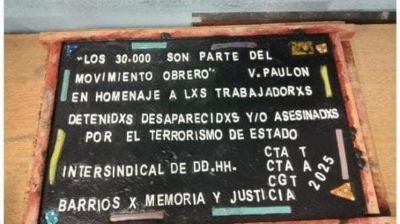 "LOS 30.000 SON PARTE DEL
MOVIMIENTO OBRERO" V. PAULON
EN HOMENAJE A LXS TRABAJADORXS
DETENIDXS DESAPARECIDXS Y/O ASESINADXS
POR EL TERRORISMO DE ESTADO
INTERSINDICAL DE DD.HH. CTA T
CTA A
CGT 2025
BARRIOS X MEMORIA Y JUSTICIA